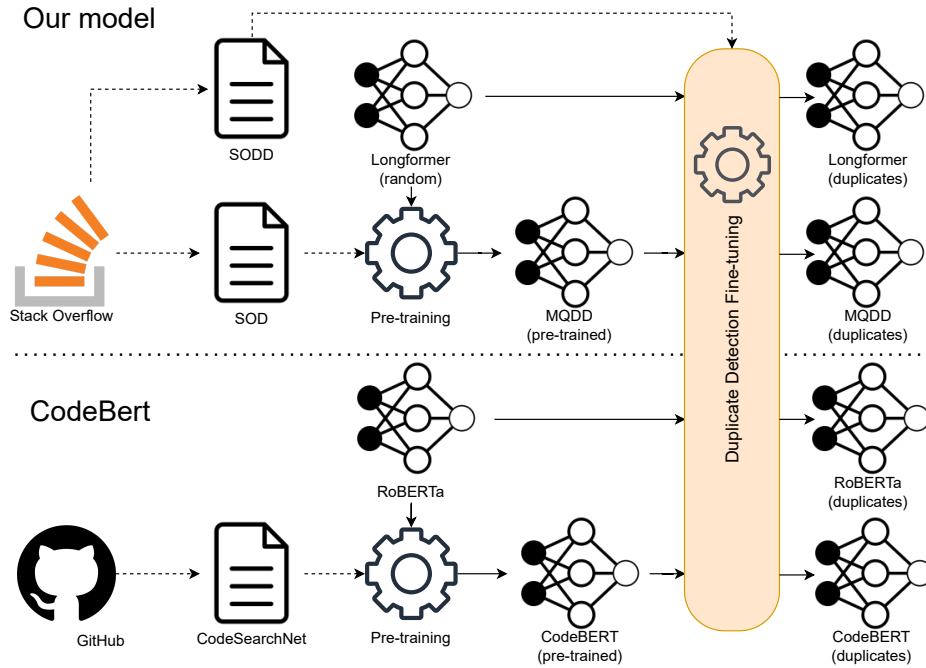 Our model
SODD
Longformer
(random)
Longformer
(duplicates)
Stack Overflow
SOD
Pre-training
MQDD
(pre-trained)
Duplicate Detection Fine-tuning
MQDD
(duplicates)
CodeBert
RoBERTa
RoBERTa
(duplicates)
GitHub
CodeSearchNet
Pre-training
CodeBERT
(pre-trained)
CodeBERT
(duplicates)